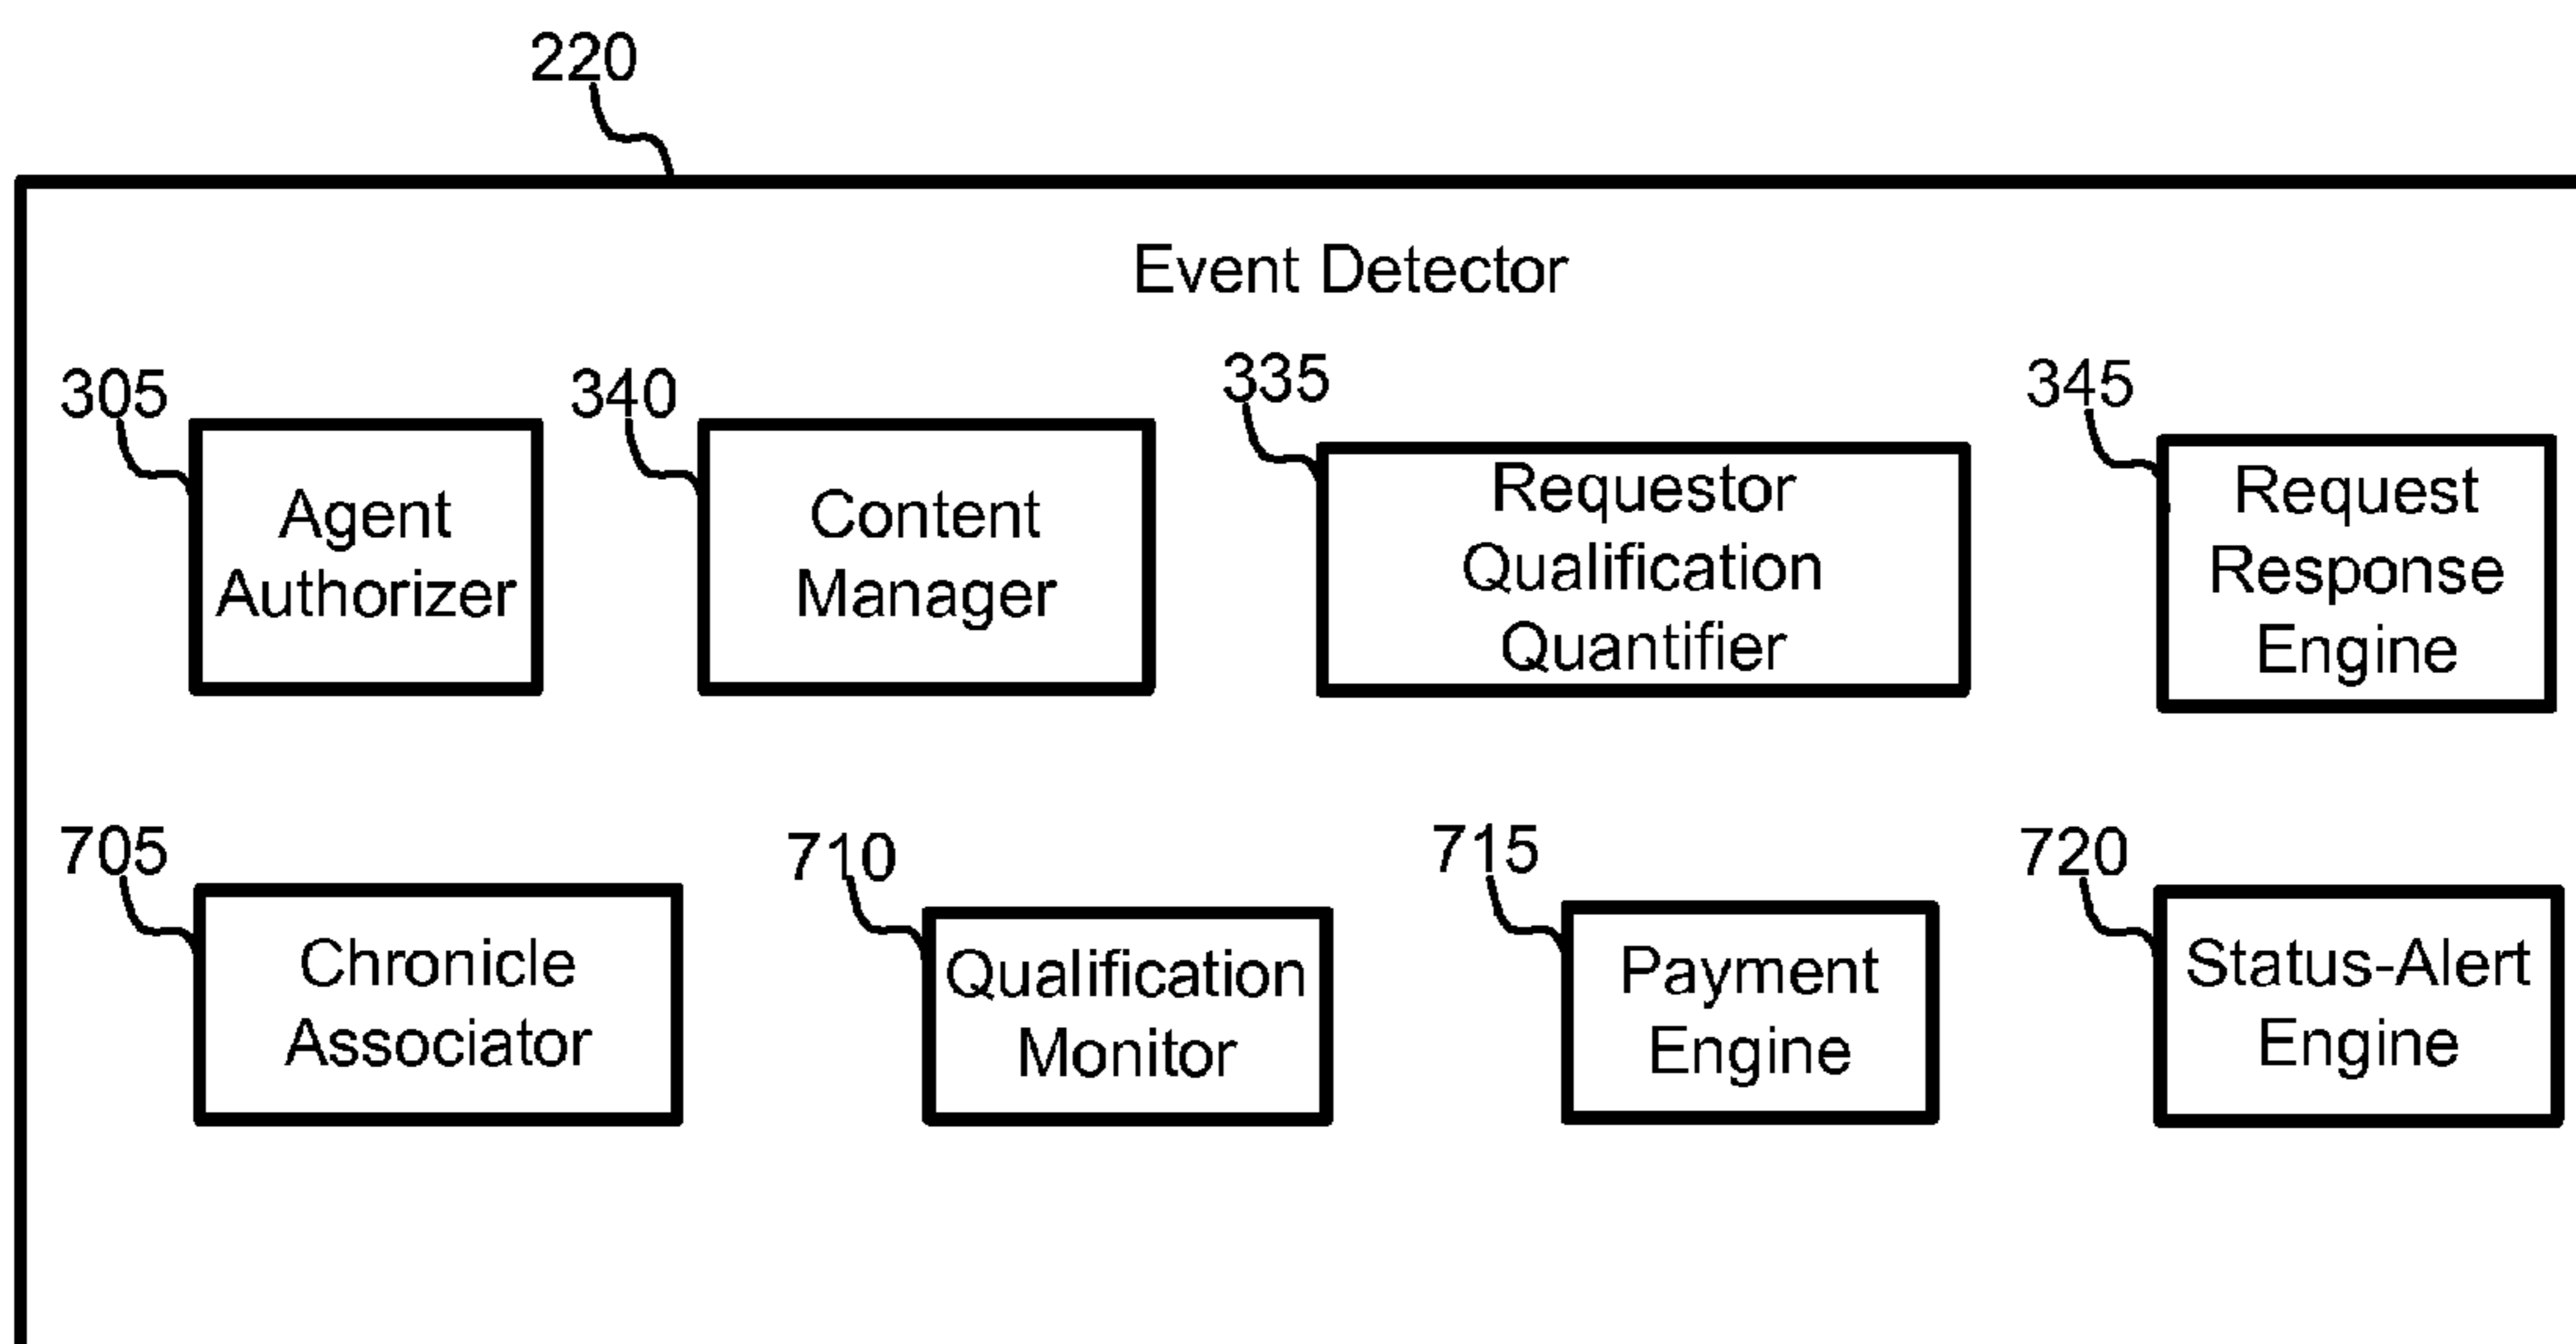 220
Event Detector
305
Agent
Authorizer
340
Content
Manager
335
Requestor
Qualification
Quantifier
345
Request
Response
Engine
705
Chronicle
Associator
710
Qualification
Monitor
715
Payment
Engine
720
Status-Alert
Engine